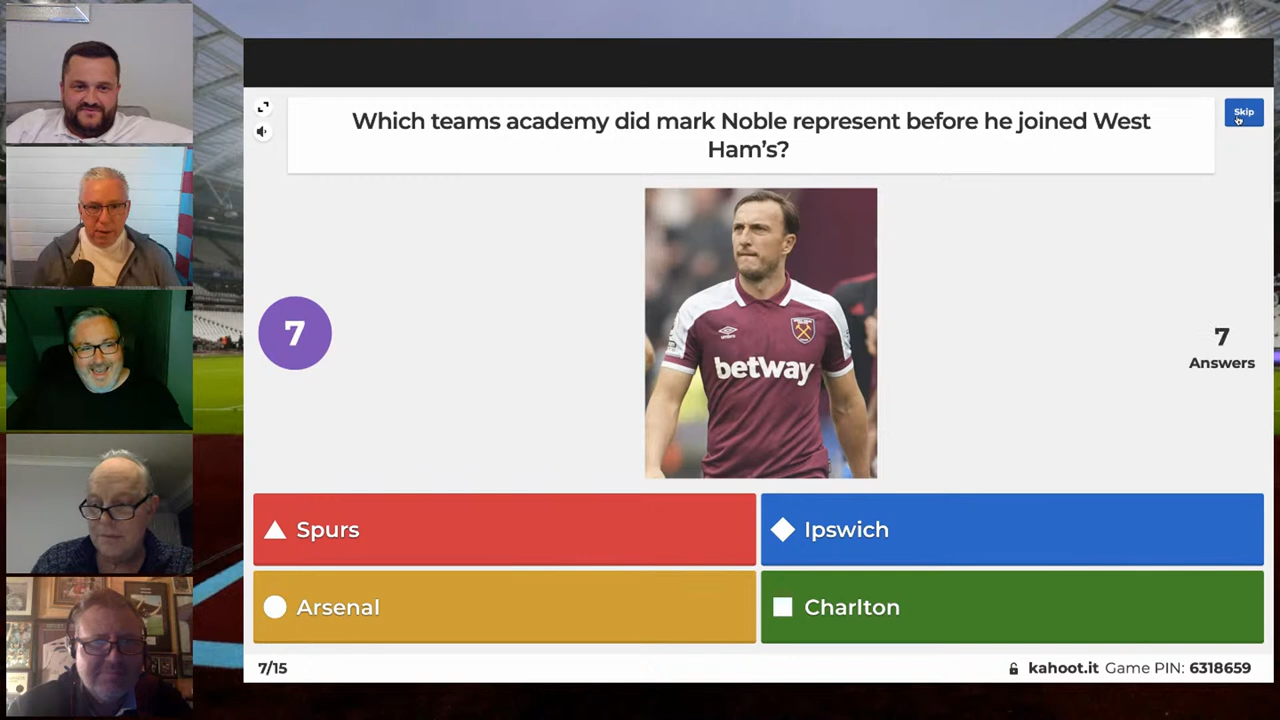 Which teams academy did mark Noble represent before he joined West
Ham's?
Skip
7
umbro
betway
7
Answers
Spurs
Ipswich
Arsenal
Charlton
7/15
kahoot.it Game PIN: 6318659